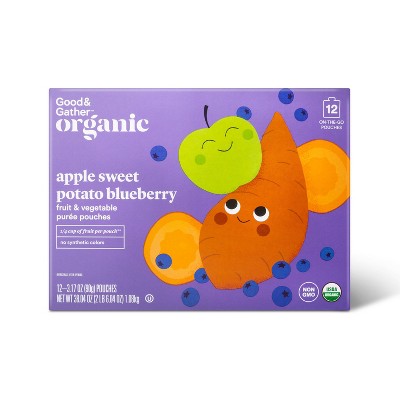 Good&
Gather™
organic
12
ON-THE-GO
POUCHES
apple sweet
potato blueberry
fruit & vegetable
purée pouches
1/4 cup of fruit per pouch**
no synthetic colors
12—3.17 OZ (90g) POUCHES
NET WT 38.04 OZ (2 LB 6.04 OZ) 1.08kg
U
NON
GMO
USDA
ORGANIC